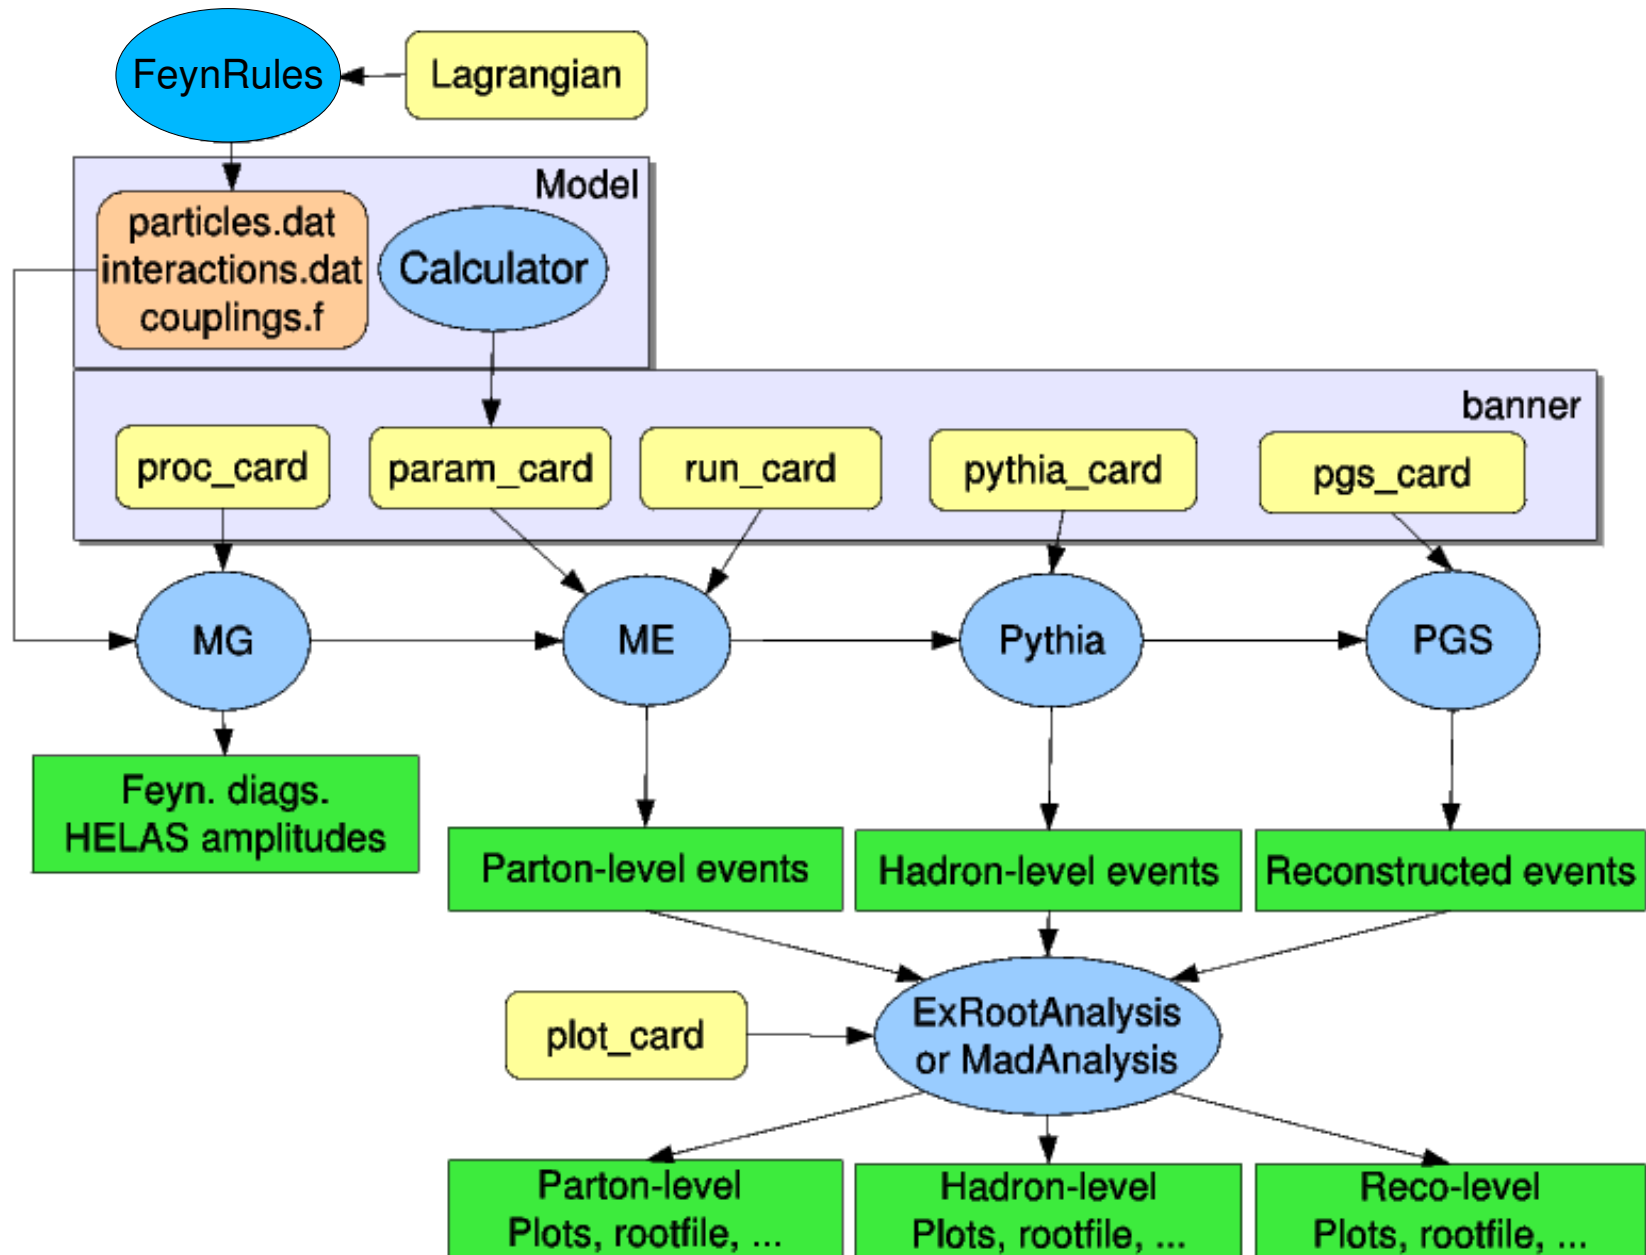 FeynRules
Lagrangian
Model
particles.dat
interactions.dat
couplings.f
Calculator
banner
proc_card
param_card
run_card
pythia_card
pgs_card
MG
ME
Pythia
PGS
Feyn. diags.
HELAS amplitudes
Parton-level events
Hadron-level events
Reconstructed events
plot_card
ExRootAnalysis
or MadAnalysis
Parton-level
Plots, rootfile, ...
Hadron-level
Plots, rootfile, ...
Reco-level
Plots, rootfile, ...